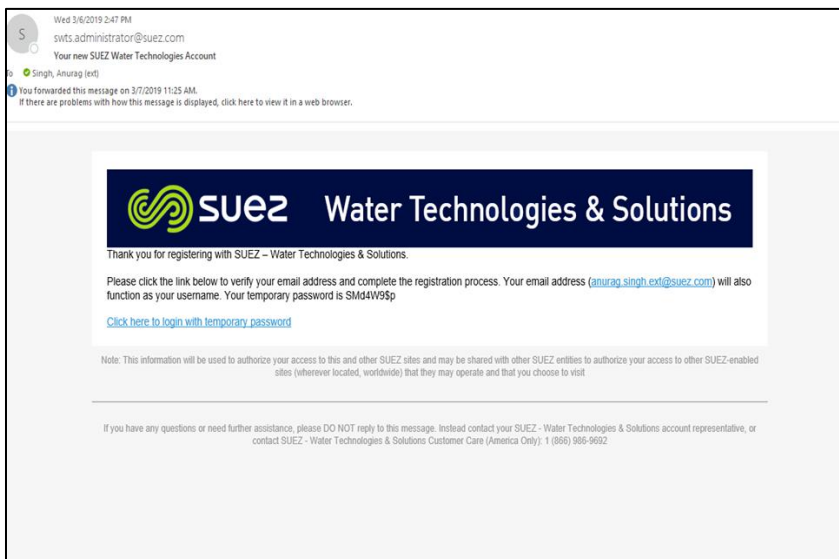 Wed 3/6/2019 2:47 PM
S
swts.administrator@suez.com
Your new SUEZ Water Technologies Account
To Singh, Anurag (ext)
You forwarded this message on 3/7/2019 11:25 AM.
If there are problems with how this message is displayed, click here to view it in a web browser.
suez Water Technologies & Solutions
Thank you for registering with SUEZ – Water Technologies & Solutions.
Please click the link below to verify your email address and complete the registration process. Your email address (anurag.singh.ext@suez.com) will also
function as your username. Your temporary password is SMd4W9$p
Click here to login with temporary password
Note: This information will be used to authorize your access to this and other SUEZ sites and may be shared with other SUEZ entities to authorize your access to other SUEZ-enabled
sites (wherever located, worldwide) that they may operate and that you choose to visit
If you have any questions or need further assistance, please DO NOT reply to this message. Instead contact your SUEZ - Water Technologies & Solutions account representative, or
contact SUEZ - Water Technologies & Solutions Customer Care (America Only): 1 (866) 986-9692